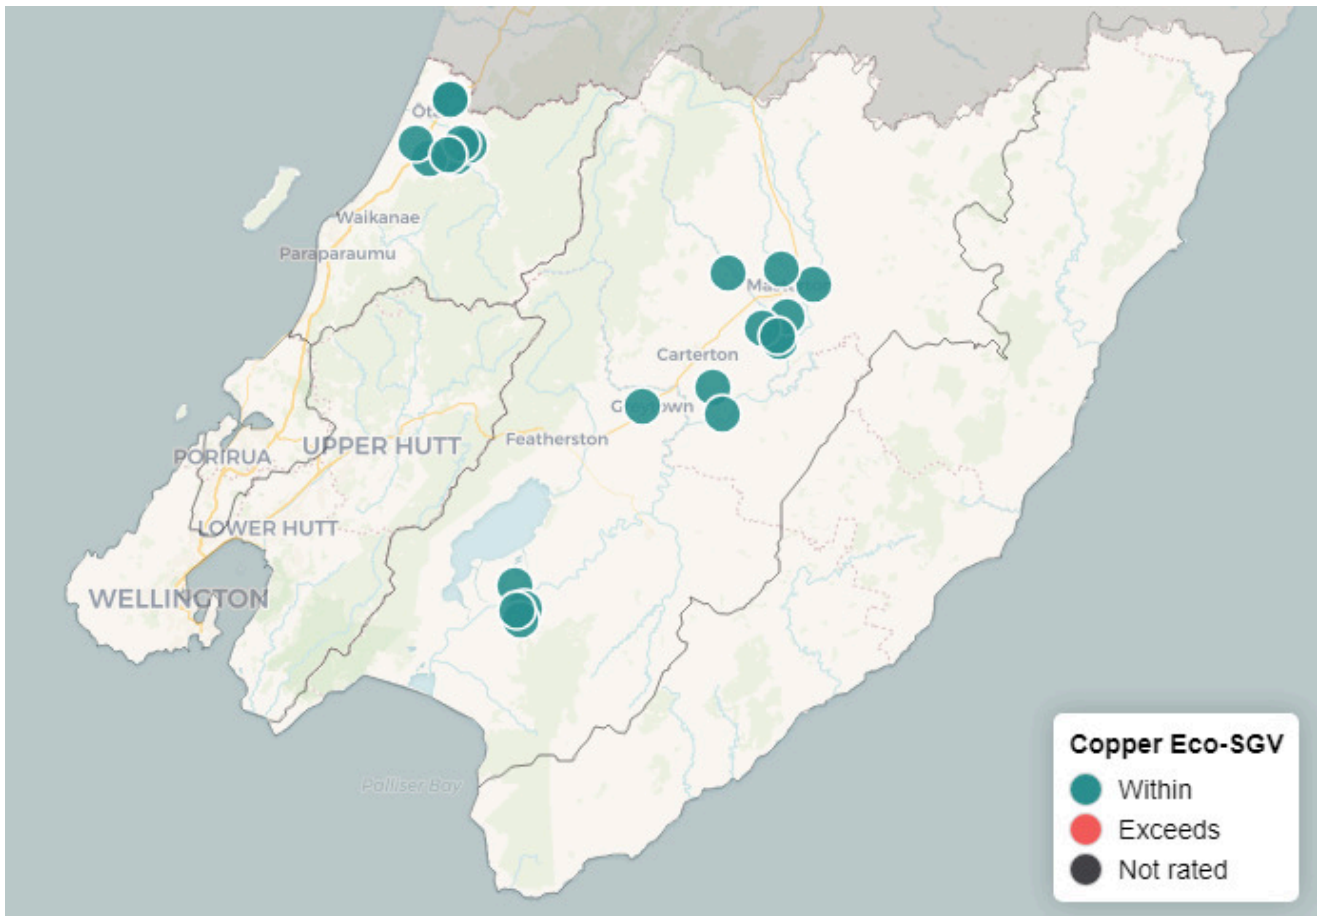 Waikanae
Paraparaumu
Carterton
Featherston
UPPER HUTT
PORIRUA
LOWER HUTT
WELLINGTON
Palliser Bay
Copper Eco-SGV
Within
Exceeds
Not rated